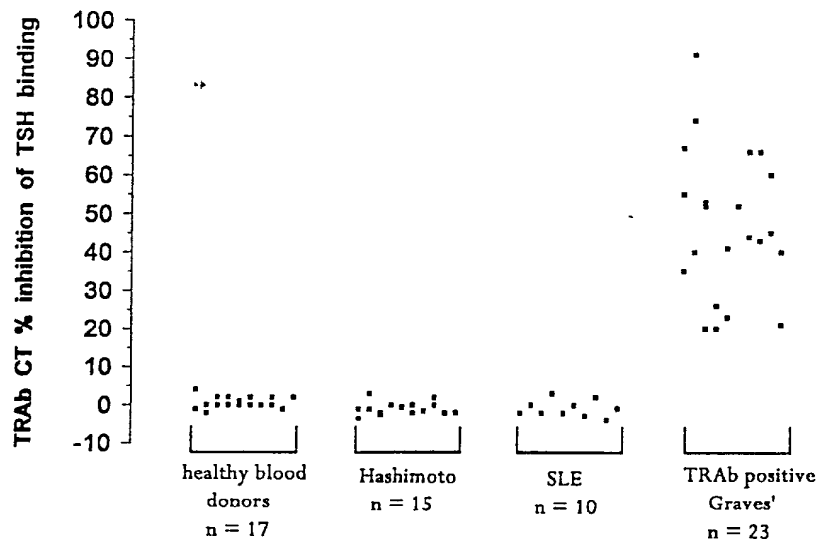 TRAb CT % inhibition of TSH binding
100
90
80
70
60
50
40
30
20
10
0
-10
healthy blood
donors
n = 17
Hashimoto
n = 15
SLE
n = 10
TRAb positive
Graves'
n = 23